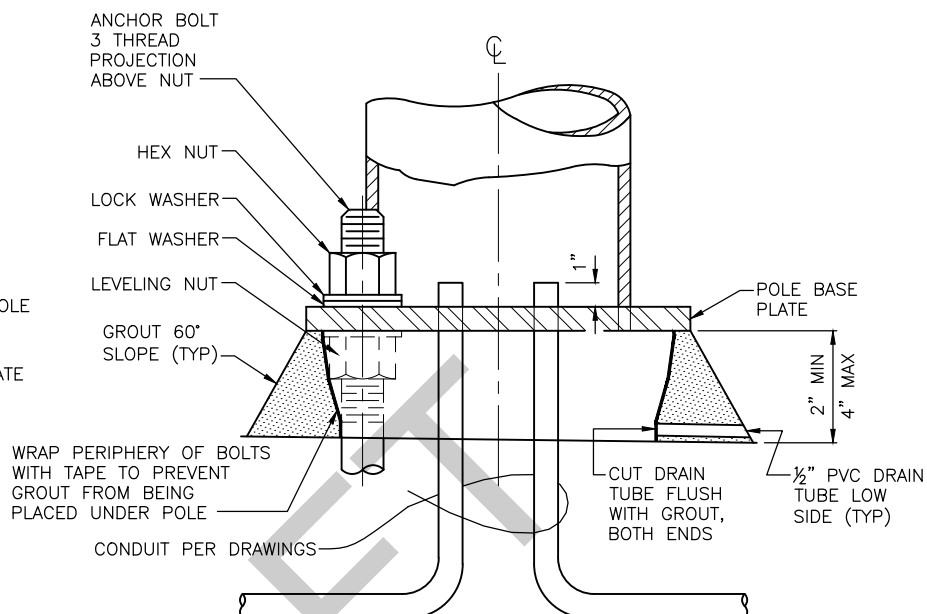 ANCHOR BOLT
3 THREAD
PROJECTION
ABOVE NUT
℄
HEX NUT
LOCK WASHER
FLAT WASHER
LEVELING NUT
1"
OLE
POLE BASE
PLATE
GROUT 60°
SLOPE (TYP)
ATE
2" MIN
4" MAX
WRAP PERIPHERY OF BOLTS
WITH TAPE TO PREVENT
GROUT FROM BEING
PLACED UNDER POLE
CUT DRAIN
TUBE FLUSH
WITH GROUT,
BOTH ENDS
½" PVC DRAIN
TUBE LOW
SIDE (TYP)
CONDUIT PER DRAWINGS
CT